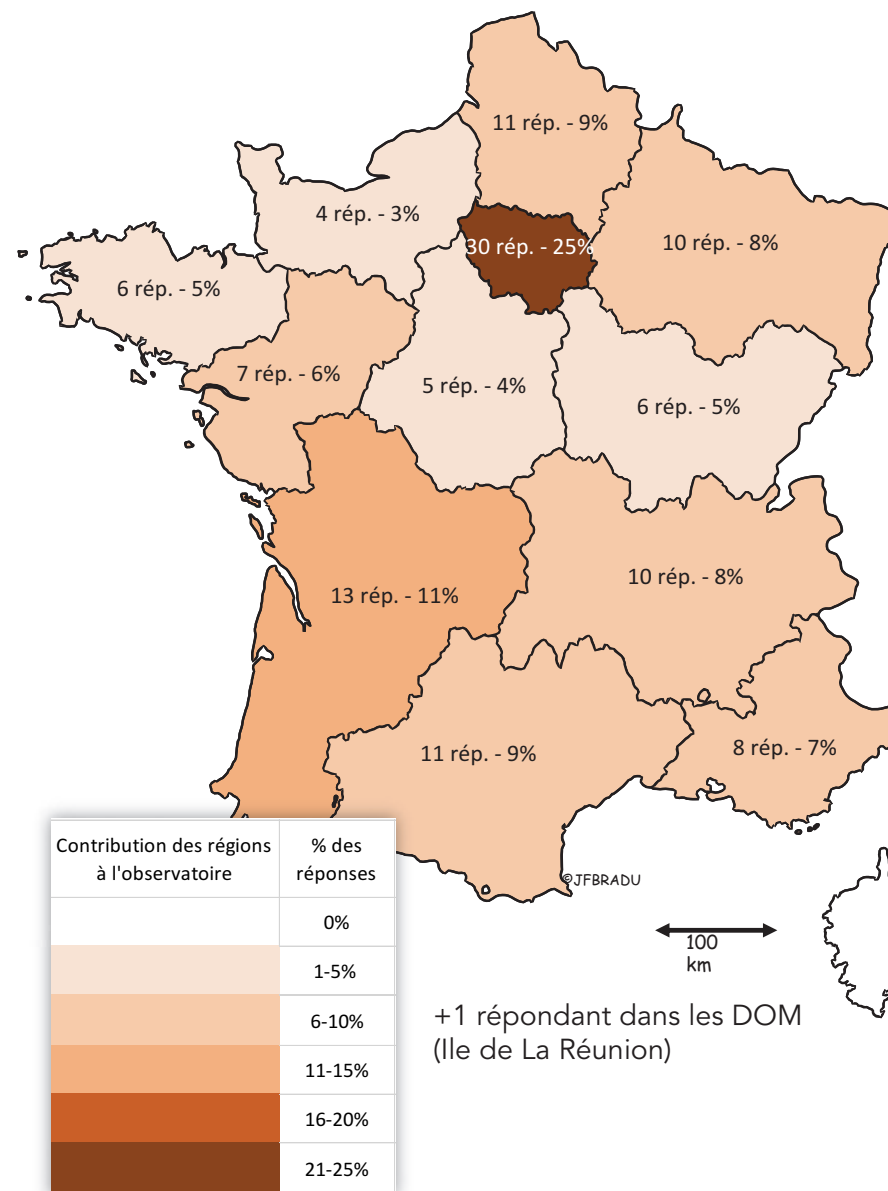 11 rép. - 9%
4 rép. - 3%
30 rép. - 25%
10 rép. - 8%
6 rép. - 5%
7 rép. - 6%
5 rép. - 4%
6 rép. - 5%
10 rép. - 8%
13 rép. - 11%
11 rép. - 9%
8 rép. - 7%
©JFBRADU
100
km
+1 répondant dans les DOM
(Ile de La Réunion)
Contribution des régions
à l'observatoire
% des
réponses
0%
1-5%
6-10%
11-15%
16-20%
21-25%